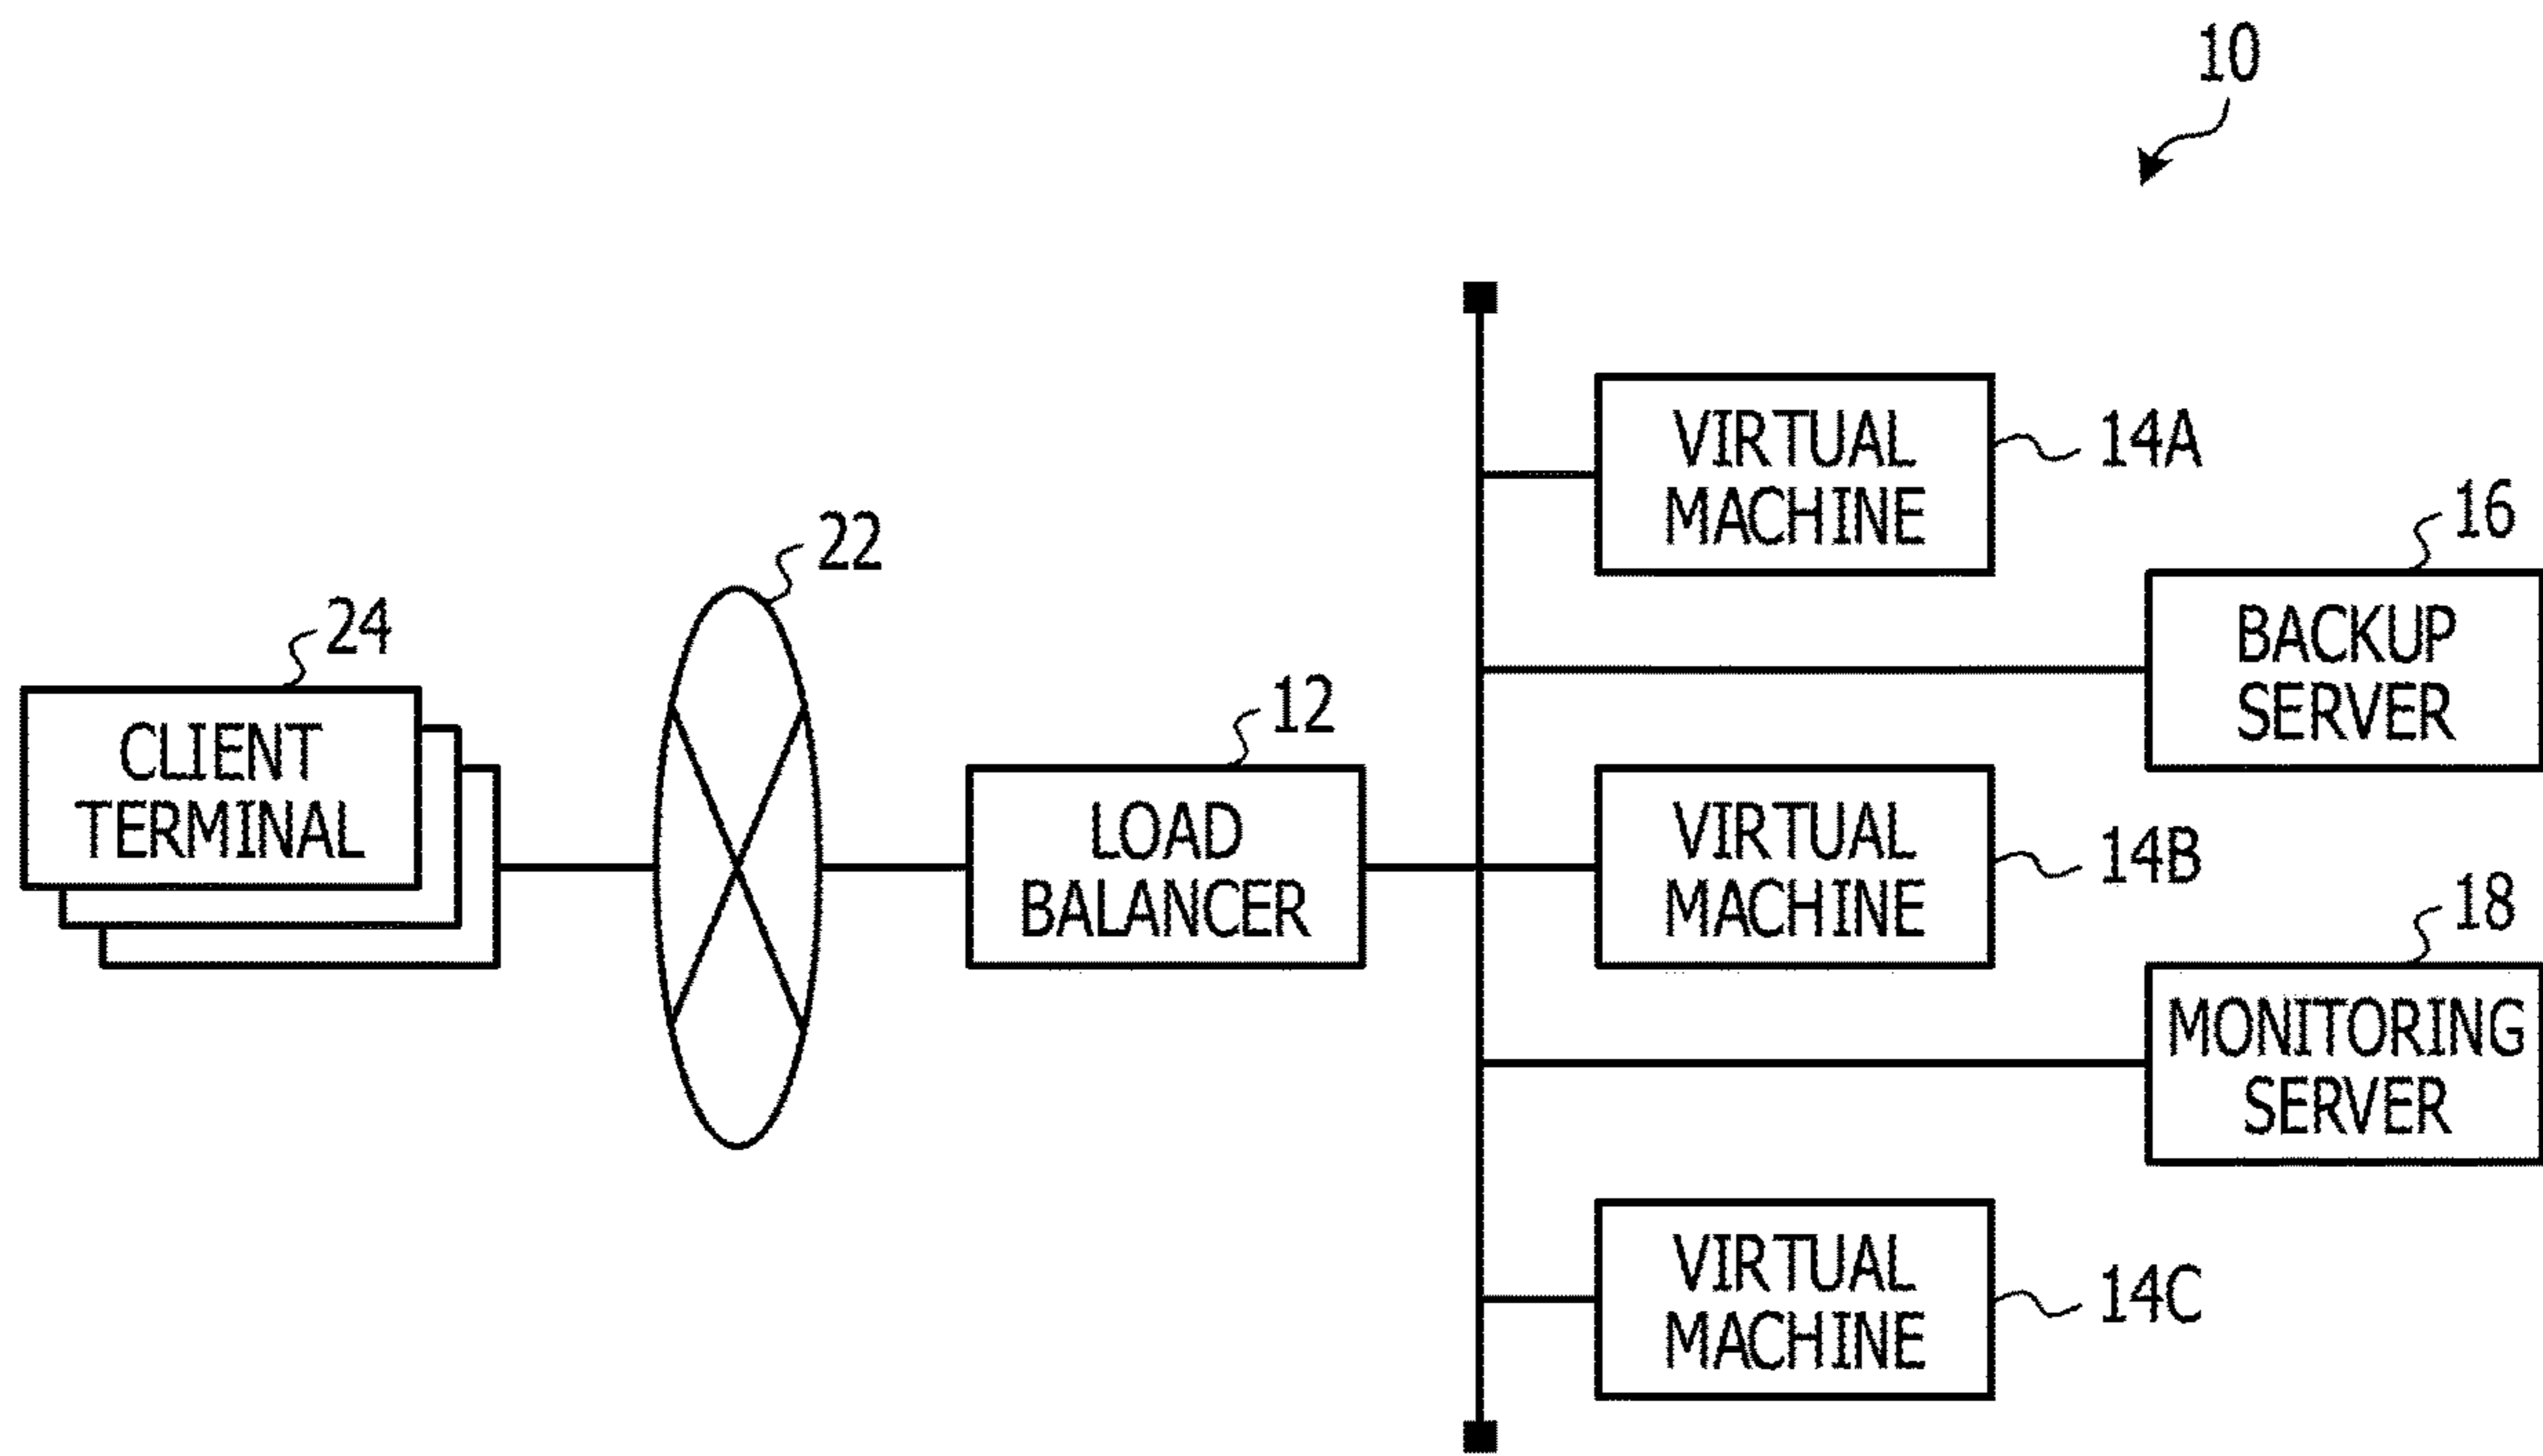 10
VIRTUAL
MACHINE
14A
16
BACKUP
SERVER
22
24
CLIENT
TERMINAL
12
LOAD
BALANCER
VIRTUAL
MACHINE
14B
18
MONITORING
SERVER
VIRTUAL
MACHINE
14C